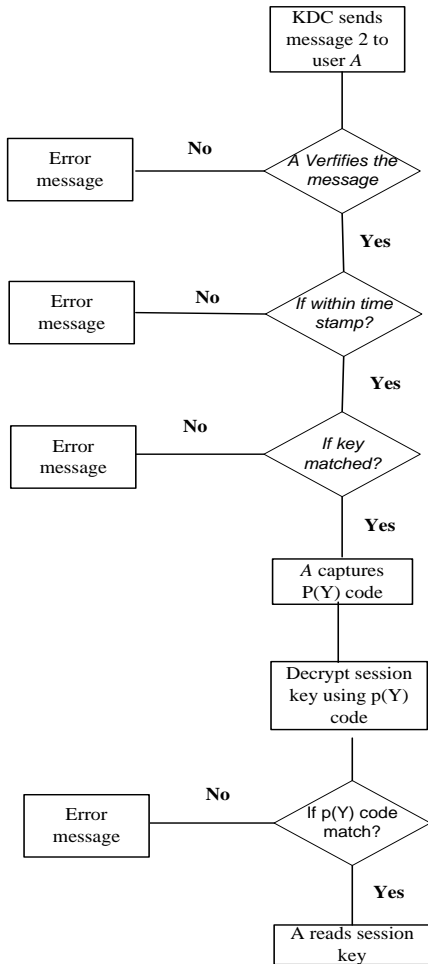 KDC sends
message 2 to
user A
No
Error
message
A Verfifies the
message
Yes
No
Error
message
If within time
stamp?
Yes
No
Error
message
If key
matched?
Yes
A captures
P(Y) code
Decrypt session
key using p(Y)
code
No
Error
message
If p(Y) code
match?
Yes
A reads session
key